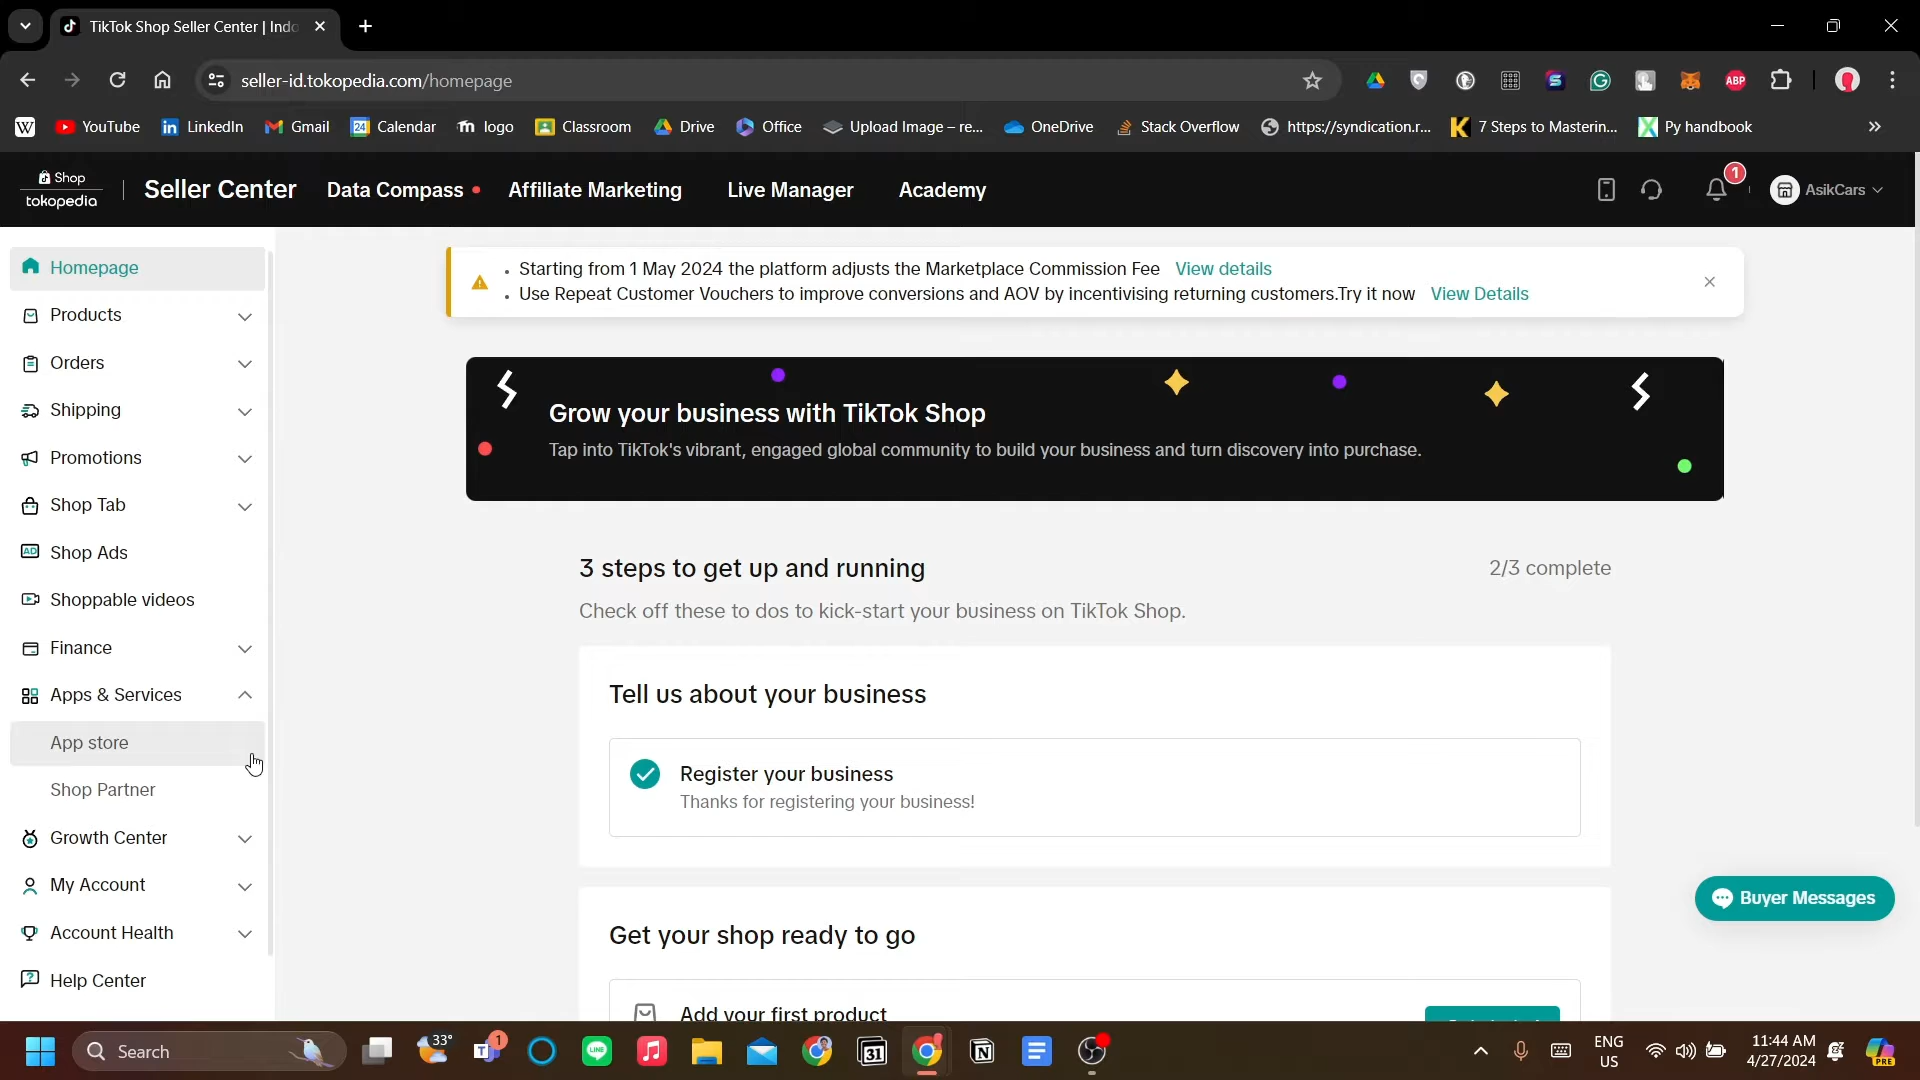 TikTok Shop Seller Center | Indo
seller-id.tokopedia.com/homepage
ABP
YouTube
LinkedIn
Gmail
24 Calendar
logo
Classroom
Drive
Office
Upload Image – re...
OneDrive
Stack Overflow
https://syndication.r...
7 Steps to Masterin...
Py handbook
Shop
tokopedia
Seller Center
Data Compass
Affiliate Marketing
Live Manager
Academy
1
AsikCars
Homepage
Products
Orders
Shipping
Promotions
Shop Tab
AD Shop Ads
Shoppable videos
Finance
Apps & Services
App store
Shop Partner
Growth Center
My Account
Account Health
Help Center
Starting from 1 May 2024 the platform adjusts the Marketplace Commission Fee View details
Use Repeat Customer Vouchers to improve conversions and AOV by incentivising returning customers.Try it now View Details
Grow your business with TikTok Shop
Tap into TikTok's vibrant, engaged global community to build your business and turn discovery into purchase.
3 steps to get up and running
2/3 complete
Check off these to dos to kick-start your business on TikTok Shop.
Tell us about your business
Register your business
Thanks for registering your business!
Get your shop ready to go
Add your first product
Buyer Messages
Search
33°
1
LINE
31
ENG
US
11:44 AM
4/27/2024
PRE